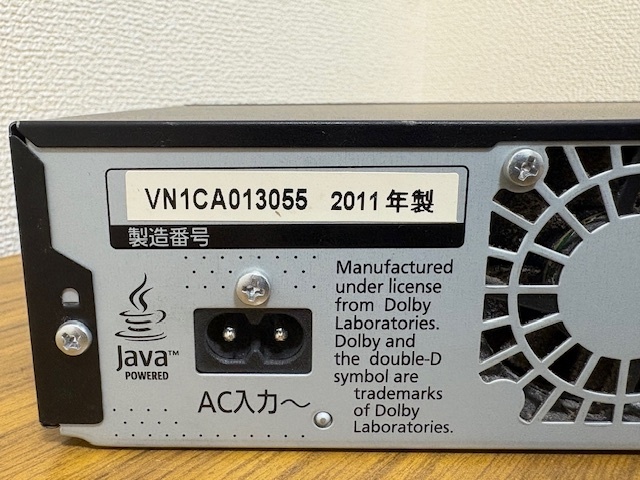 VN1CA013055 2011年製
製造番号
Java™
POWERED
AC入力～
Manufactured
under license
from Dolby
Laboratories.
Dolby and
the double-D
symbol are
trademarks
of Dolby
Laboratories.